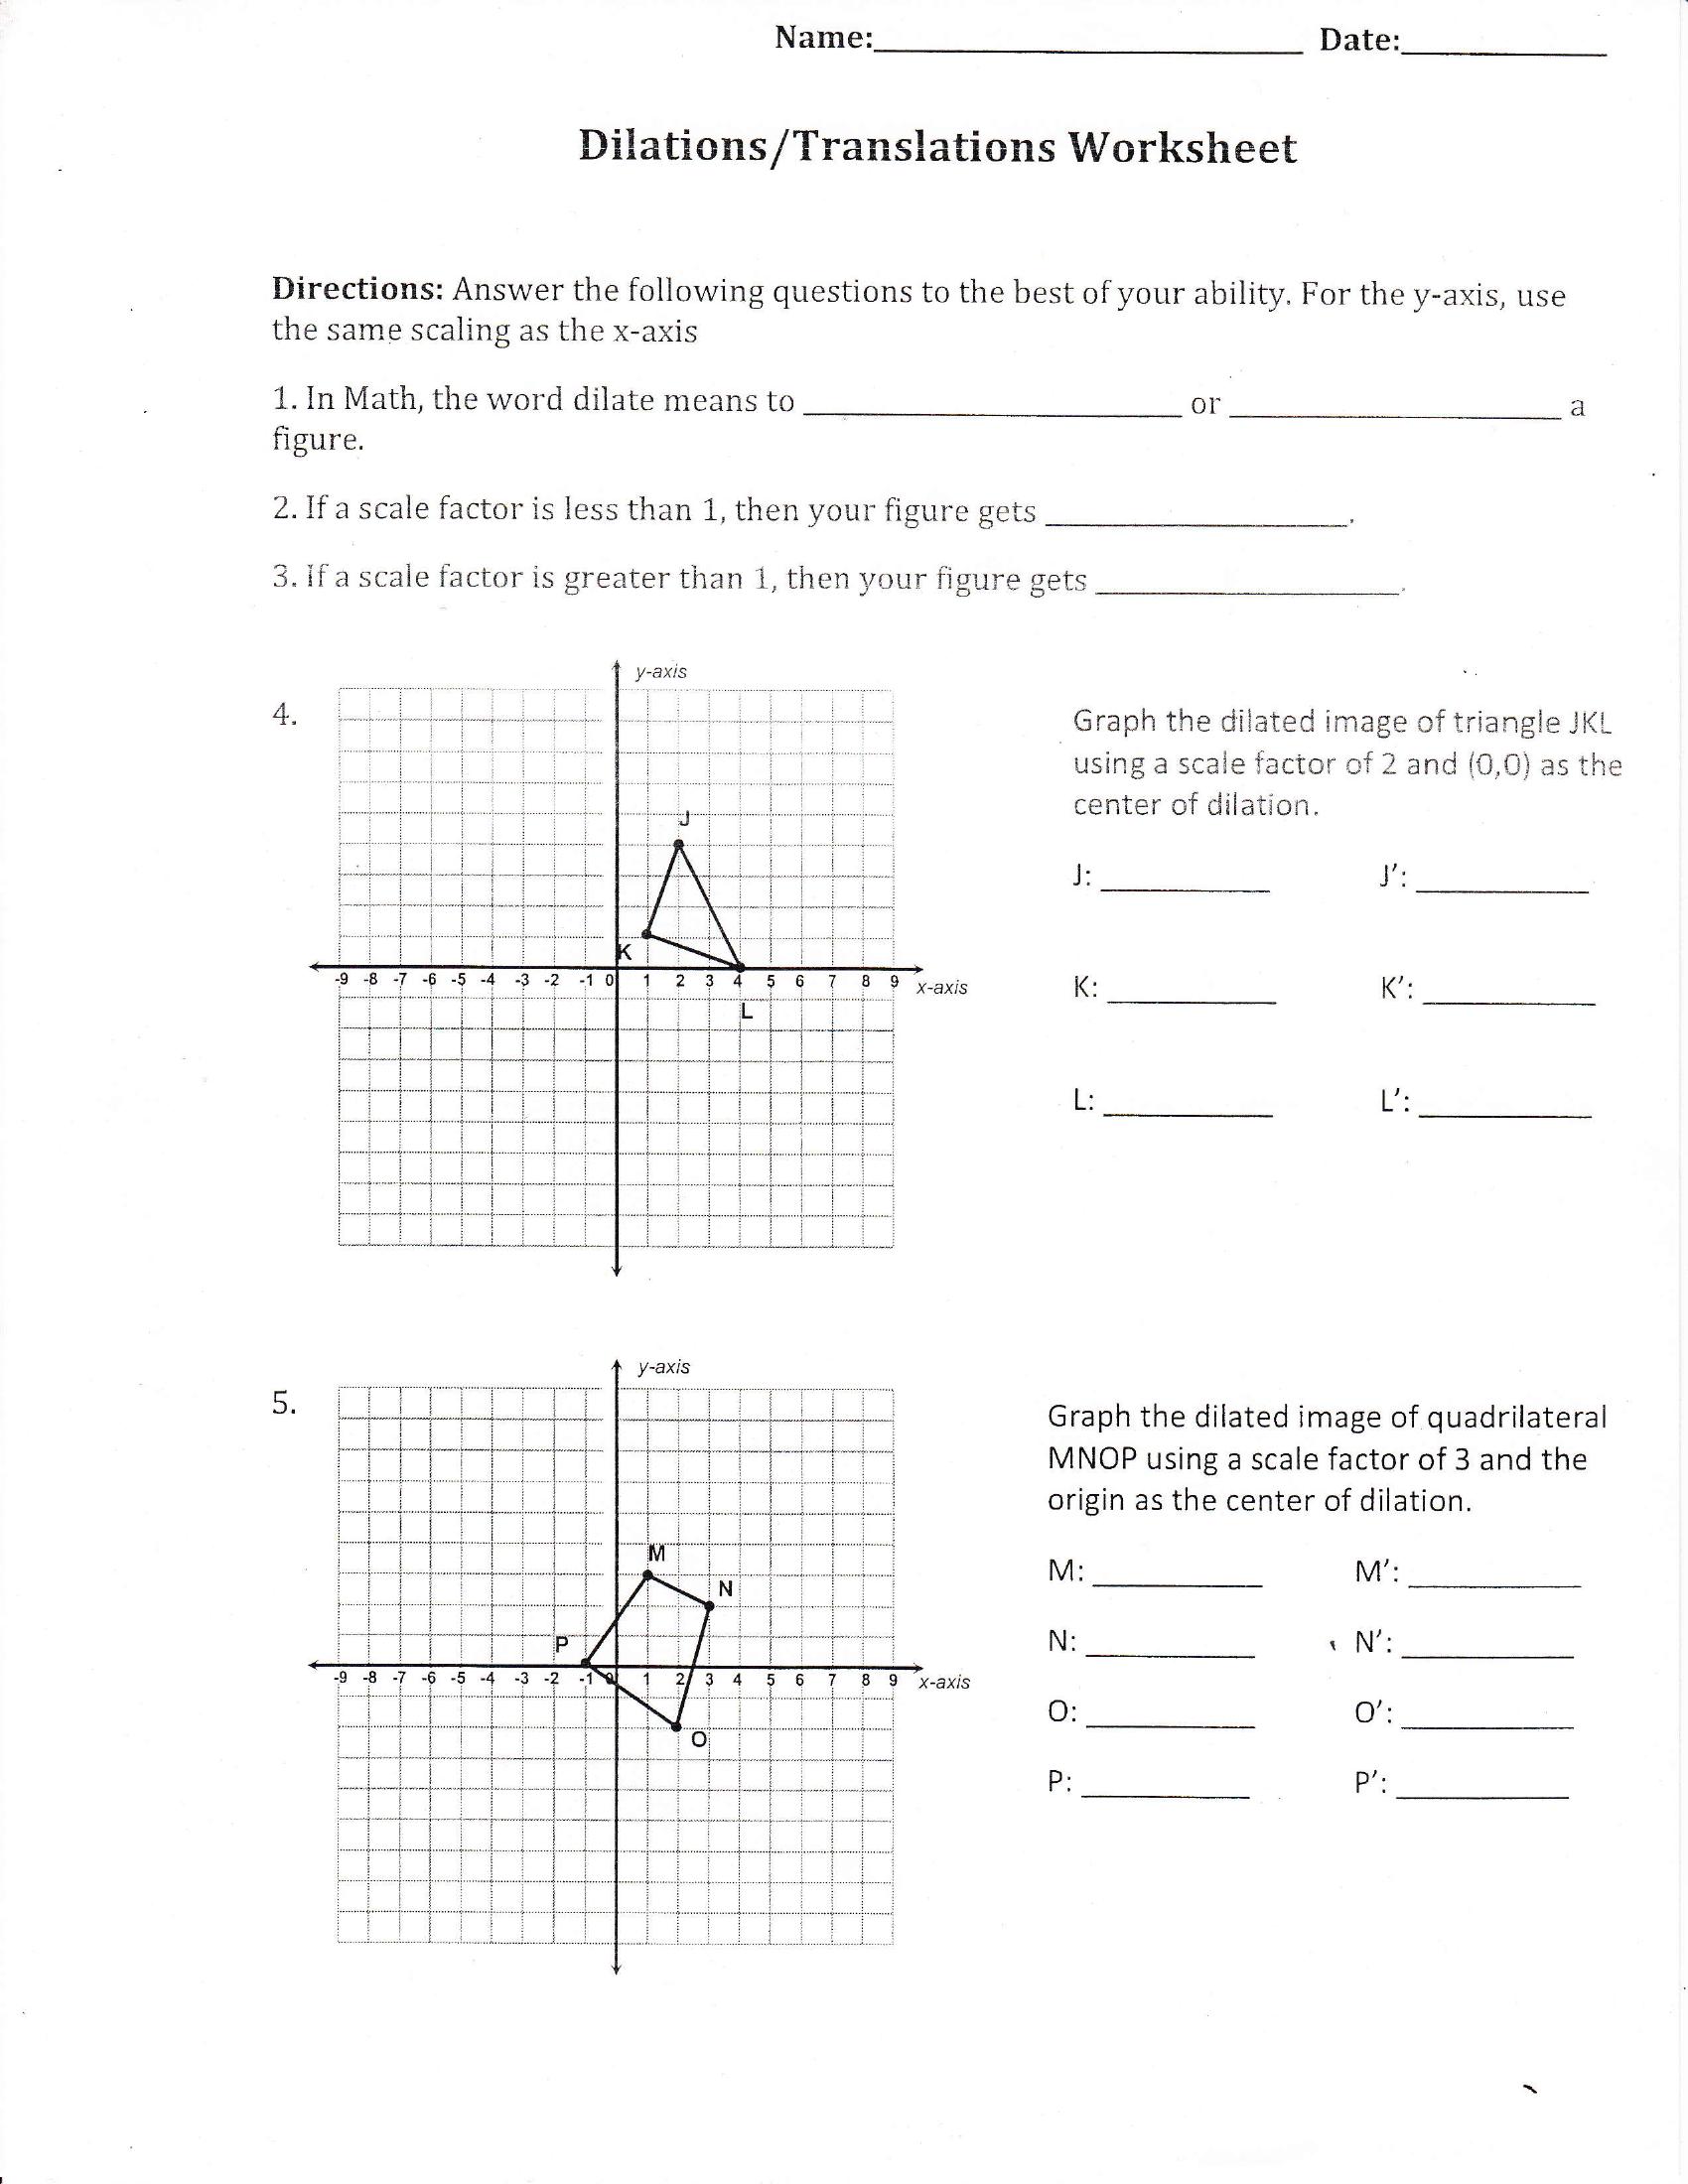 Name:__________ Date:__________
Dilations/Translations Worksheet
Directions: Answer the following questions to the best of your ability. For the y-axis, use
the same scaling as the x-axis
1. In Math, the word dilate means to __________ or __________ a
figure.
2. If a scale factor is less than 1, then your figure gets __________.
3. If a scale factor is greater than 1, then your figure gets __________.
4.
y-axis
J
K
-9 -8 -7 -6 -5 -4 -3 -2 -1 0 1 2 3 4 5 6 7 8 9 x-axis
L
Graph the dilated image of triangle JKL
using a scale factor of 2 and (0,0) as the
center of dilation.
J: __________ J′: __________
K: __________ K′: __________
L: __________ L′: __________
5.
y-axis
M
N
P
-9 -8 -7 -6 -5 -4 -3 -2 -1 0 1 2 3 4 5 6 7 8 9 x-axis
O
Graph the dilated image of quadrilateral
MNOP using a scale factor of 3 and the
origin as the center of dilation.
M: __________ M′: __________
N: __________ N′: __________
O: __________ O′: __________
P: __________ P′: __________